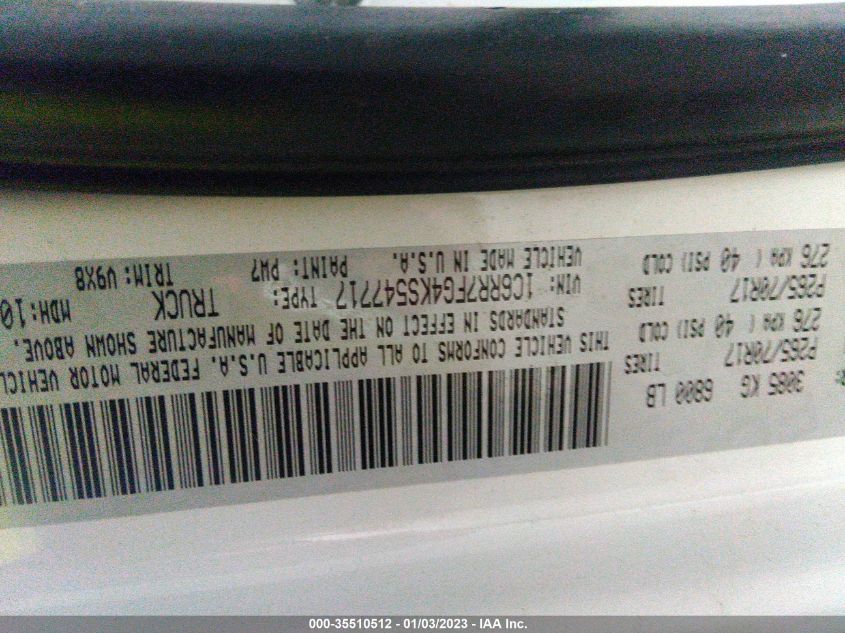 3085 KG 6800 LB
P265/70R17 TIRES
276 KPA ( 40 PSI) COLD
P265/70R17 TIRES
276 KPA ( 40 PSI) COLD
THIS VEHICLE CONFORMS TO ALL APPLICABLE U.S.A. FEDERAL MOTOR VEHICL
STANDARDS IN EFFECT ON THE DATE OF MANUFACTURE SHOWN ABOVE.
VIN: 1C6RR7FG4KS547717 TYPE: TRUCK MDH: 10
VEHICLE MADE IN U.S.A. PAINT: PW7 TRIM: V9X8
000-35510512 - 01/03/2023 - IAA Inc.